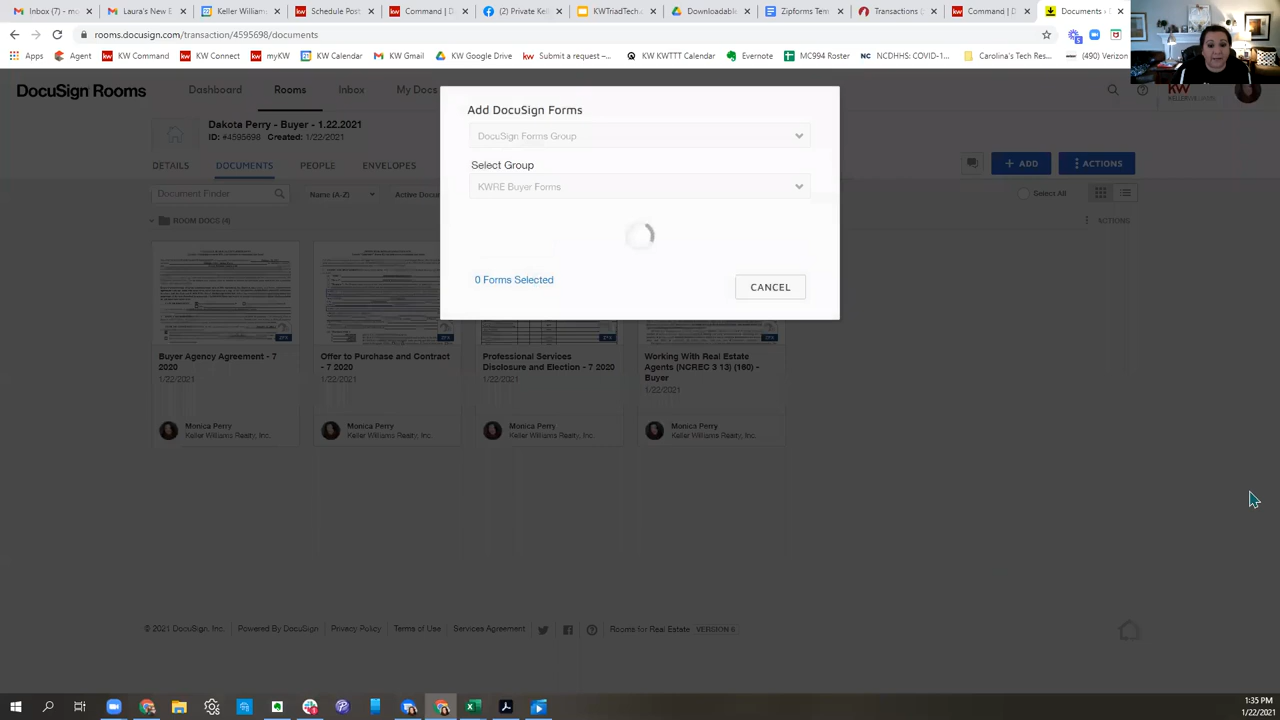 Inbox (7) - m
Laura's New E
Keller William
Schedule Post
Command | D
(2) Private Kell
KWTriadTech.c
Downloadable
Zipforms Tem
Transactions (
Command | D
Documents ‹ D
rooms.docusign.com/transaction/4595698/documents
Apps
Agent
KW Command
KW Connect
myKW
KW Calendar
KW Gmail
KW Google Drive
Submit a request –...
KW KWTTT Calendar
Evernote
MC994 Roster
NCDHHS: COVID-1...
Carolina's Tech Res...
(490) Verizon
DocuSign Rooms
Dashboard
Rooms
Inbox
My Docs
kw
KELLERWILLIAMS
Dakota Perry - Buyer - 1.22.2021
ID: #4595698 Created: 1/22/2021
DETAILS
DOCUMENTS
PEOPLE
ENVELOPES
+ ADD
ACTIONS
Document Finder
Name (A-Z)
Active Docu
Select All
ROOM DOCS (4)
ACTIONS
Add DocuSign Forms
DocuSign Forms Group
Select Group
KWRE Buyer Forms
0 Forms Selected
CANCEL
Buyer Agency Agreement - 7
2020
1/22/2021
Monica Perry
Keller Williams Realty, Inc.
Offer to Purchase and Contract
- 7 2020
1/22/2021
Monica Perry
Keller Williams Realty, Inc.
Professional Services
Disclosure and Election - 7 2020
1/22/2021
Monica Perry
Keller Williams Realty, Inc.
Working With Real Estate
Agents (NCREC 3 13) (160) -
Buyer
1/22/2021
Monica Perry
Keller Williams Realty, Inc.
© 2021 DocuSign, Inc.
Powered By DocuSign
Privacy Policy
Terms of Use
Services Agreement
Rooms for Real Estate
VERSION 6
1:35 PM
1/22/2021